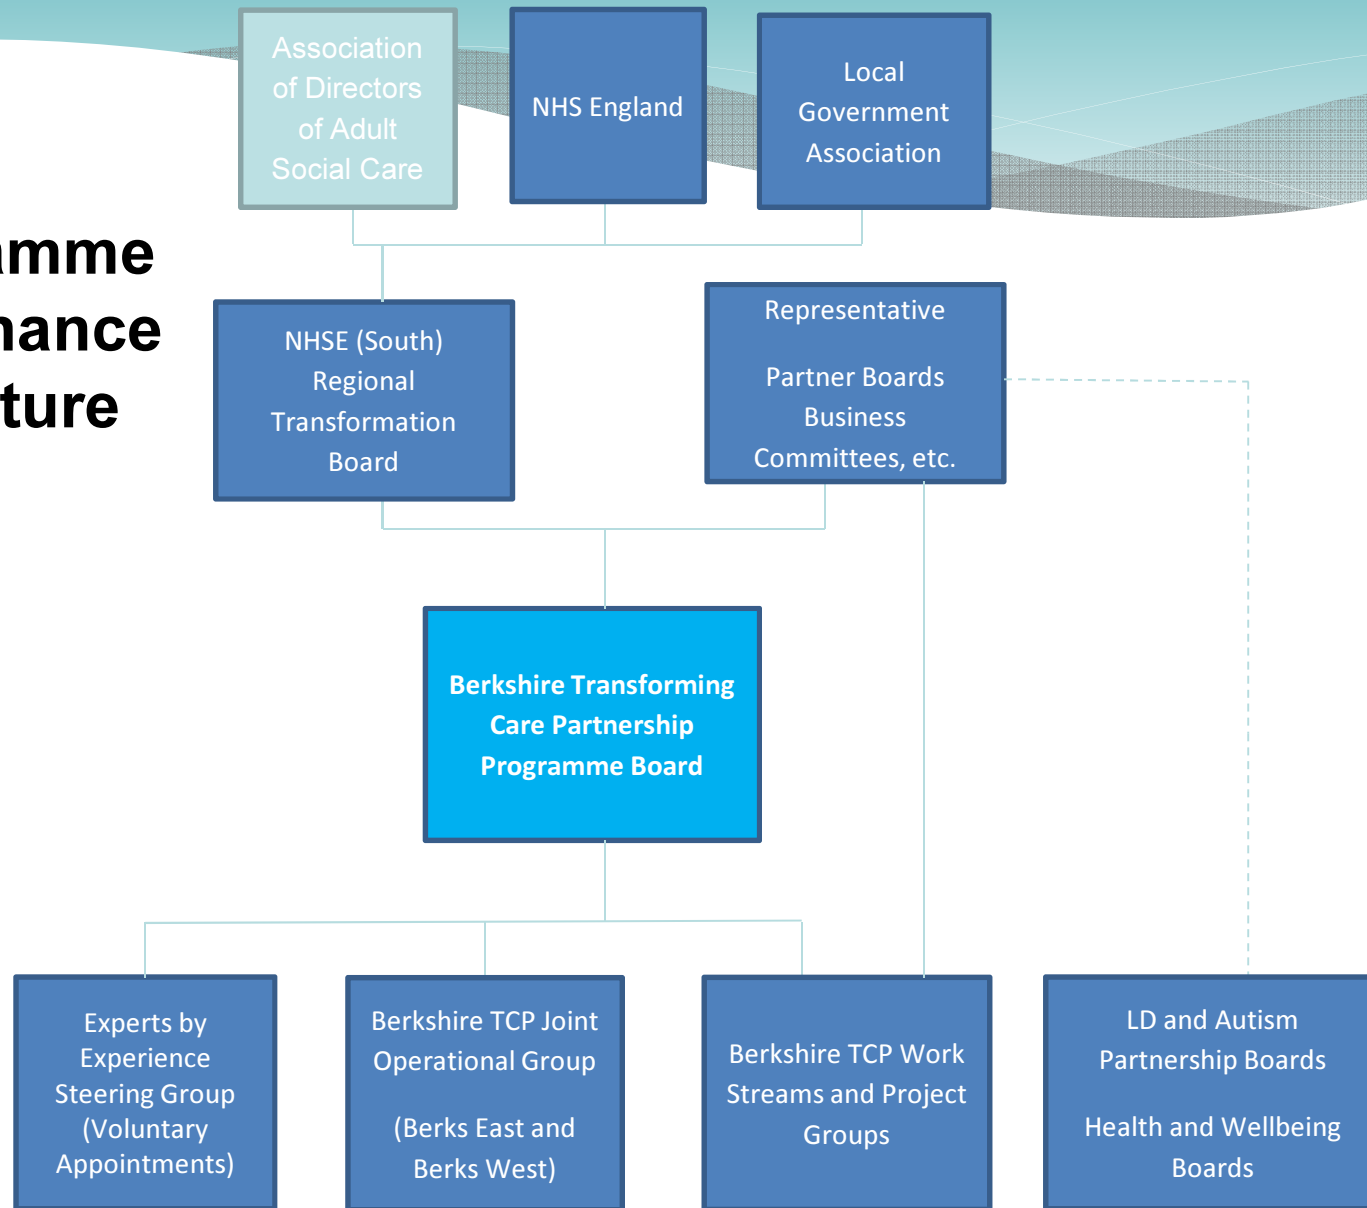 Association
of Directors
of Adult
Social Care
NHS England
Local
Government
Association
amme
nance
ture
NHSE (South)
Regional
Transformation
Board
Representative
Partner Boards
Business
Committees, etc.
Berkshire Transforming
Care Partnership
Programme Board
Experts by
Experience
Steering Group
(Voluntary
Appointments)
Berkshire TCP Joint
Operational Group
(Berks East and
Berks West)
Berkshire TCP Work
Streams and Project
Groups
LD and Autism
Partnership Boards
Health and Wellbeing
Boards